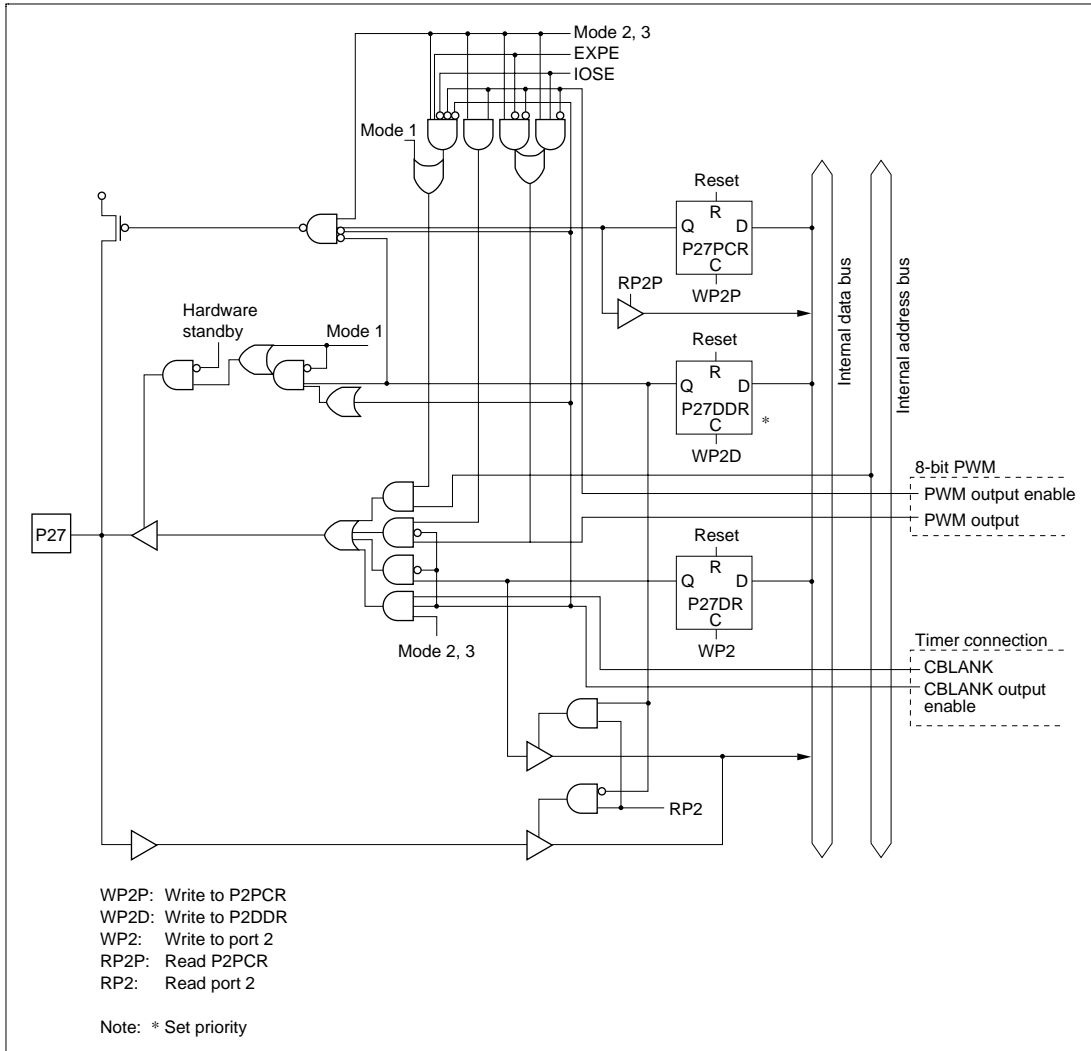 Mode 2, 3
EXPE
IOSE
Mode 1
Reset
R
Q D
P27PCR
C
WP2P
RP2P
Hardware
standby
Mode 1
Reset
R
Q D
P27DDR
C
*
WP2D
Internal data bus
Internal address bus
8-bit PWM
PWM output enable
PWM output
P27
Reset
R
Q D
P27DR
C
WP2
Mode 2, 3
Timer connection
CBLANK
CBLANK output
enable
RP2
WP2P: Write to P2PCR
WP2D: Write to P2DDR
WP2: Write to port 2
RP2P: Read P2PCR
RP2: Read port 2
Note: * Set priority